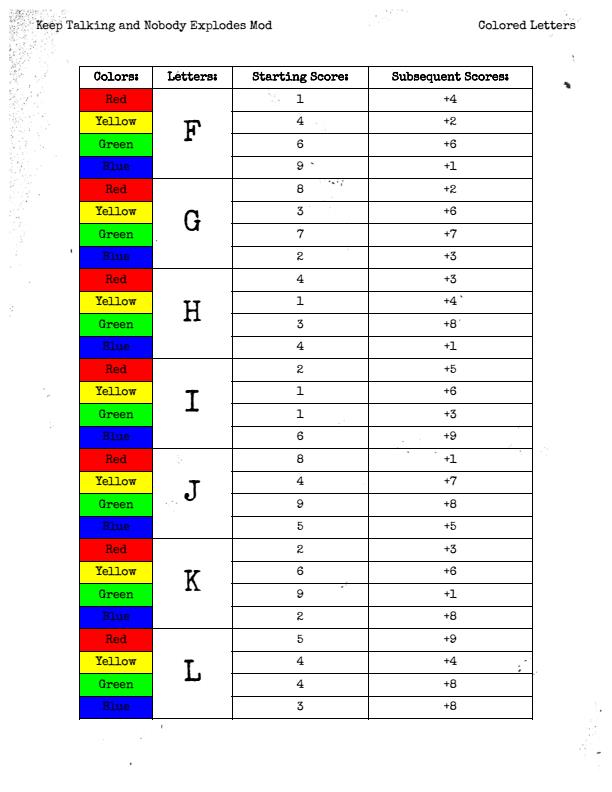 Keep Talking and Nobody Explodes Mod Colored Letters
Colors: Letters: Starting Score: Subsequent Scores:
Red F 1 +4
Yellow 4 +2
Green 6 +6
Blue 9 +1
Red G 8 +2
Yellow 3 +6
Green 7 +7
Blue 2 +3
Red H 4 +3
Yellow 1 +4
Green 3 +8
Blue 4 +1
Red I 2 +5
Yellow 1 +6
Green 1 +3
Blue 6 +9
Red J 8 +1
Yellow 4 +7
Green 9 +8
Blue 5 +5
Red K 2 +3
Yellow 6 +6
Green 9 +1
Blue 2 +8
Red L 5 +9
Yellow 4 +4
Green 4 +8
Blue 3 +8